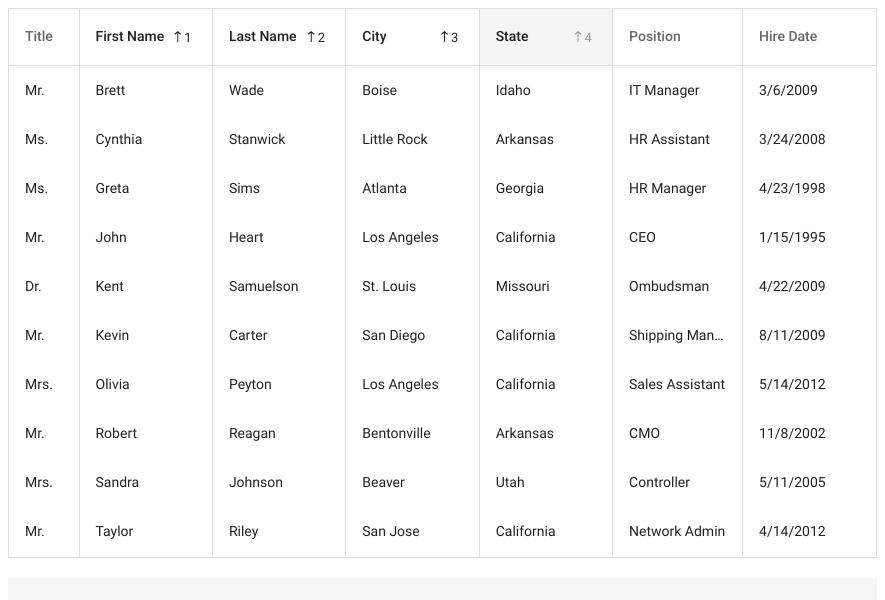 Title First Name ↑1 Last Name ↑2 City ↑3 State ↑4 Position Hire Date
Mr. Brett Wade Boise Idaho IT Manager 3/6/2009
Ms. Cynthia Stanwick Little Rock Arkansas HR Assistant 3/24/2008
Ms. Greta Sims Atlanta Georgia HR Manager 4/23/1998
Mr. John Heart Los Angeles California CEO 1/15/1995
Dr. Kent Samuelson St. Louis Missouri Ombudsman 4/22/2009
Mr. Kevin Carter San Diego California Shipping Man... 8/11/2009
Mrs. Olivia Peyton Los Angeles California Sales Assistant 5/14/2012
Mr. Robert Reagan Bentonville Arkansas CMO 11/8/2002
Mrs. Sandra Johnson Beaver Utah Controller 5/11/2005
Mr. Taylor Riley San Jose California Network Admin 4/14/2012